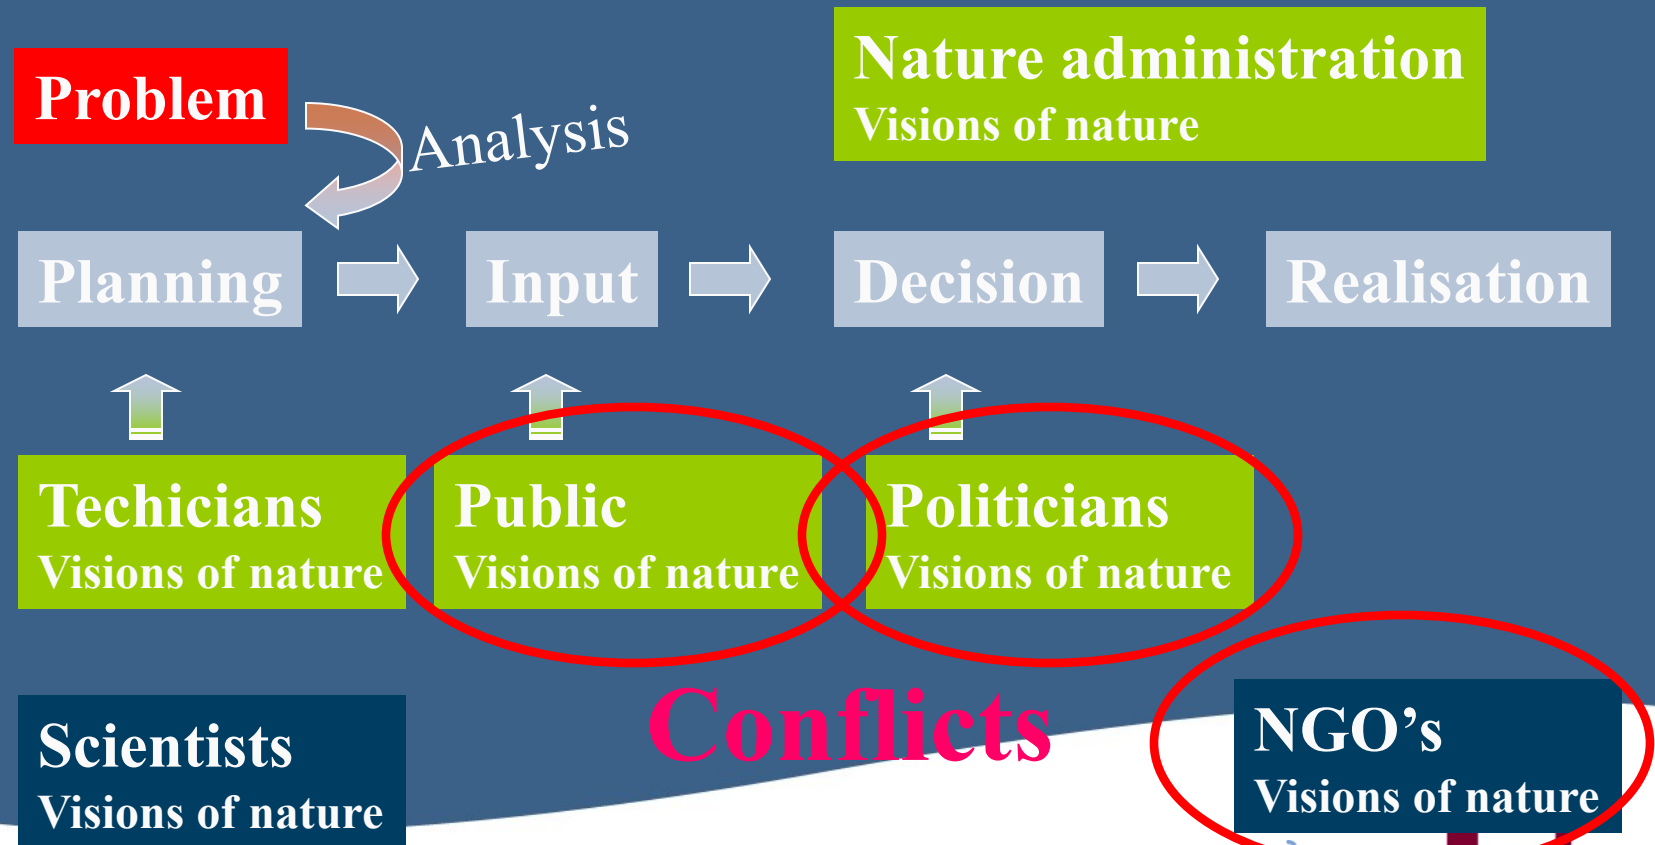 Problem
Analysis
Nature administration
Visions of nature
Planning
Input
Decision
Realisation
Techicians
Visions of nature
Public
Visions of nature
Politicians
Visions of nature
Conflicts
Scientists
Visions of nature
NGO’s
Visions of nature